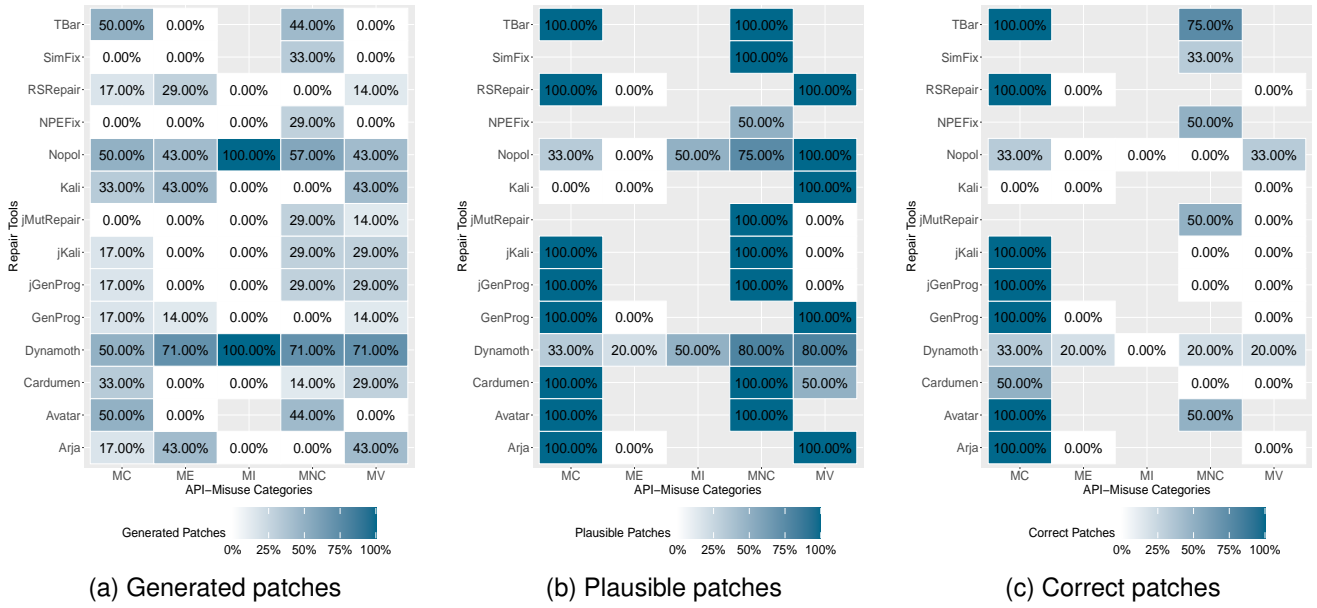 TBar 50.00% 0.00% 44.00%
SimFix 0.00% 0.00% 33.00% 0.00%
RSRepair 17.00% 29.00% 0.00% 0.00% 14.00%
NPEFix 0.00% 0.00% 0.00% 29.00% 0.00%
Nopol 50.00% 43.00% 100.00% 57.00% 43.00%
Kali 33.00% 43.00% 0.00% 0.00% 43.00%
jMutRepair 0.00% 0.00% 0.00% 29.00% 14.00%
jKali 17.00% 0.00% 0.00% 29.00% 29.00%
jGenProg 17.00% 0.00% 0.00% 29.00% 29.00%
GenProg 17.00% 14.00% 0.00% 0.00% 14.00%
Dynamoth 50.00% 71.00% 100.00% 71.00% 71.00%
Cardumen 33.00% 0.00% 0.00% 14.00% 29.00%
Avatar 50.00% 0.00% 44.00% 0.00%
Arja 17.00% 43.00% 0.00% 0.00% 43.00%
Repair Tools
MC ME MI MNC MV
API−Misuse Categories
Generated Patches
0% 25% 50% 75% 100%
(a) Generated patches
TBar 100.00% 100.00%
SimFix 100.00%
RSRepair 100.00% 0.00% 100.00%
NPEFix 50.00%
Nopol 33.00% 0.00% 50.00% 75.00% 100.00%
Kali 0.00% 0.00% 100.00%
jMutRepair 100.00% 0.00%
jKali 100.00% 100.00% 0.00%
jGenProg 100.00% 100.00% 0.00%
GenProg 100.00% 0.00% 100.00%
Dynamoth 33.00% 20.00% 50.00% 80.00% 80.00%
Cardumen 100.00% 100.00% 50.00%
Avatar 100.00% 100.00%
Arja 100.00% 0.00% 100.00%
Repair Tools
MC ME MI MNC MV
API−Misuse Categories
Plausible Patches
0% 25% 50% 75% 100%
(b) Plausible patches
TBar 100.00% 75.00%
SimFix 33.00%
RSRepair 100.00% 0.00% 0.00%
NPEFix 50.00%
Nopol 33.00% 0.00% 0.00% 0.00% 33.00%
Kali 0.00% 0.00% 0.00%
jMutRepair 50.00% 0.00%
jKali 100.00% 0.00% 0.00%
jGenProg 100.00% 0.00% 0.00%
GenProg 100.00% 0.00% 0.00%
Dynamoth 33.00% 20.00% 0.00% 20.00% 20.00%
Cardumen 50.00% 0.00% 0.00%
Avatar 100.00% 50.00%
Arja 100.00% 0.00% 0.00%
Repair Tools
MC ME MI MNC MV
API−Misuse Categories
Correct Patches
0% 25% 50% 75% 100%
(c) Correct patches